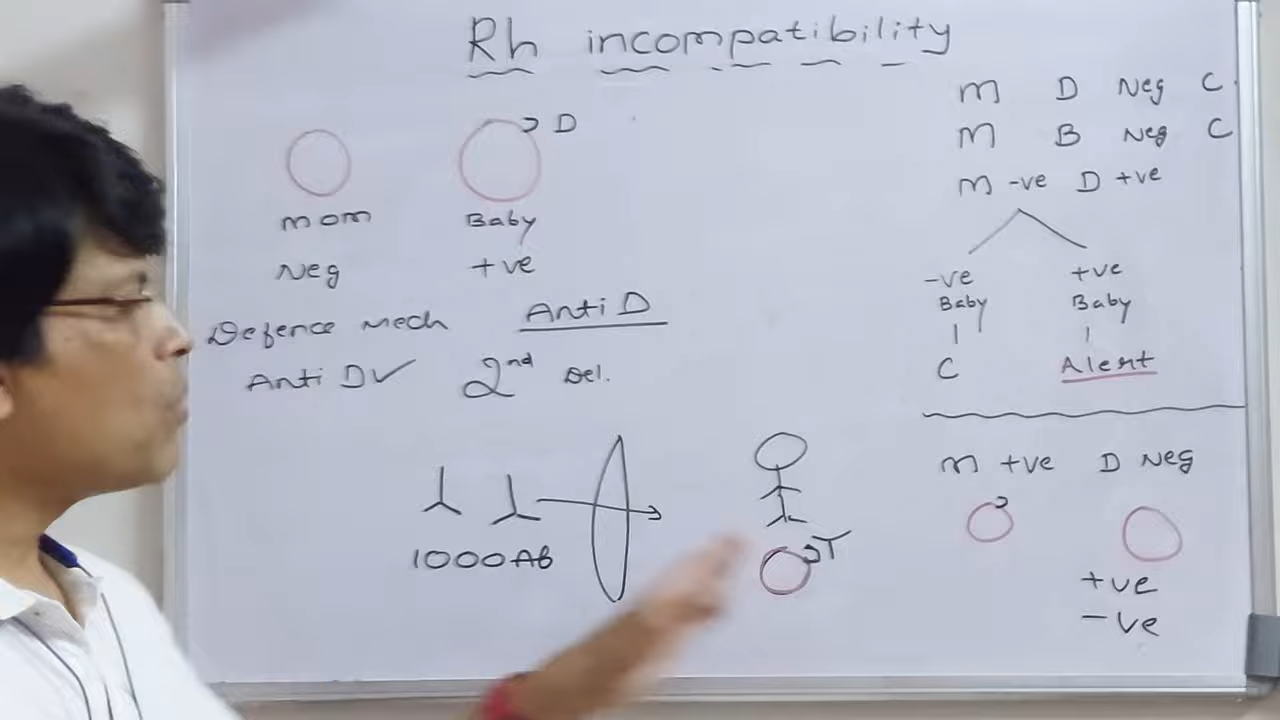 Rh incompatibility
D
mom Baby
Neg +ve
Defence mech Anti D
Anti D✓ 2nd Del.
1000 AB
m D Neg C.
m B Neg C
m -ve D +ve
-ve +ve
Baby Baby
C Alert
m +ve D Neg
+ve
-ve